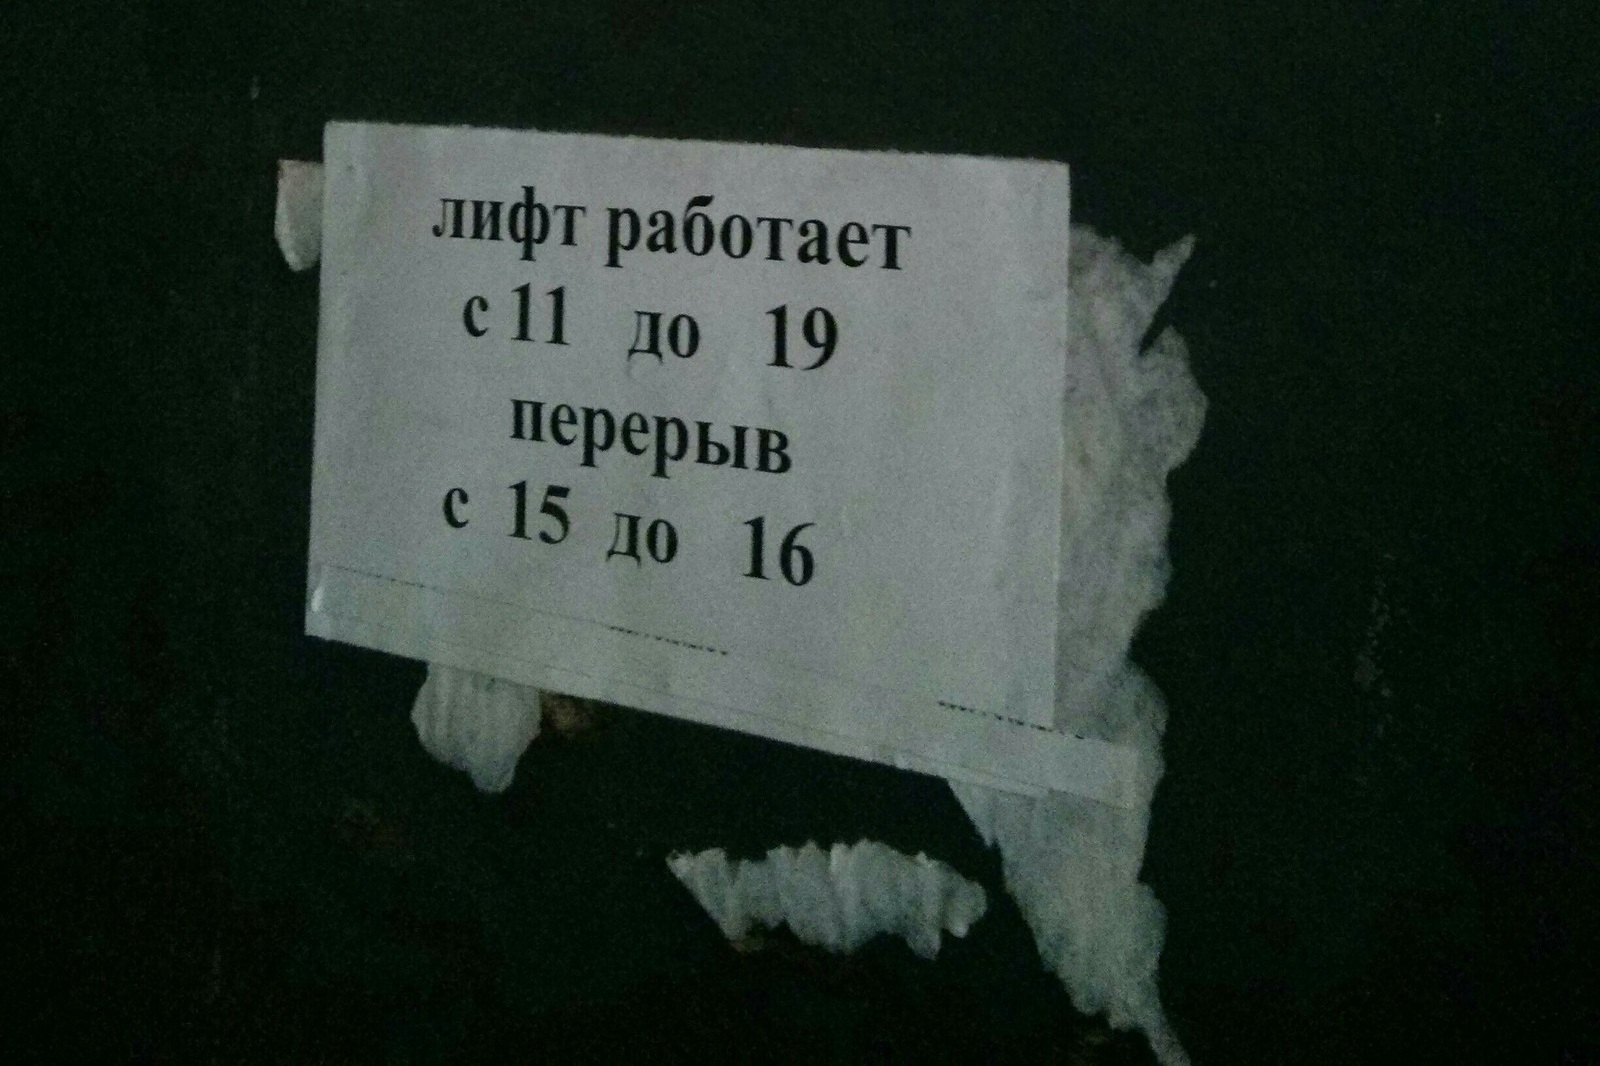 лифт работает
с 11 до 19
перерыв
с 15 до 16